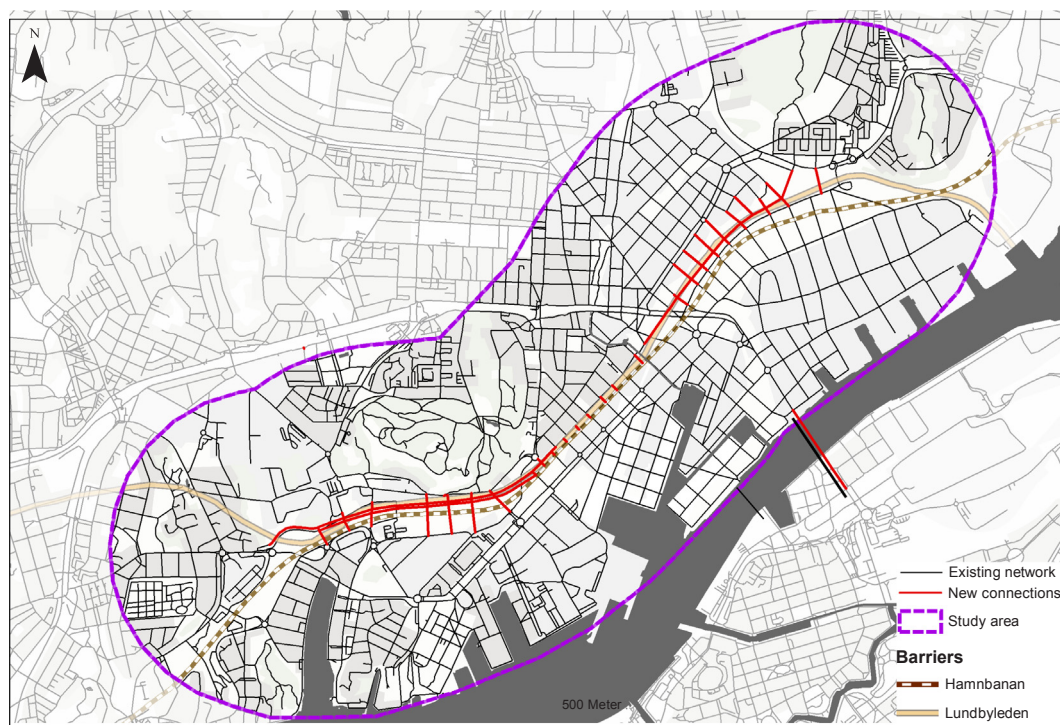 N
Existing network
New connections
Study area
Barriers
Hamnbanan
500 Meter
Lundbyleden